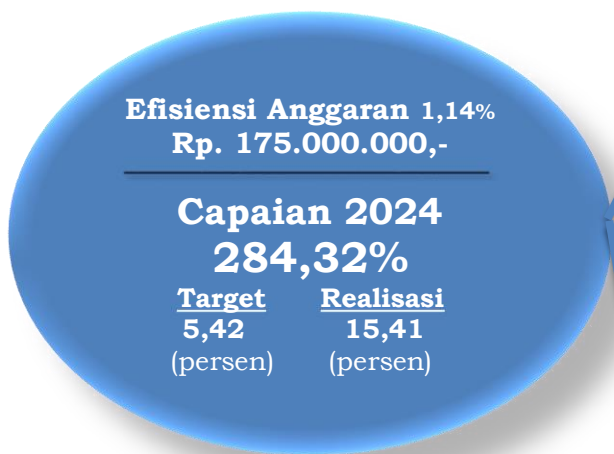 Efisiensi Anggaran 1,14%
Rp. 175.000.000,-
Capaian 2024
284,32%
Target Realisasi
5,42 15,41
(persen) (persen)